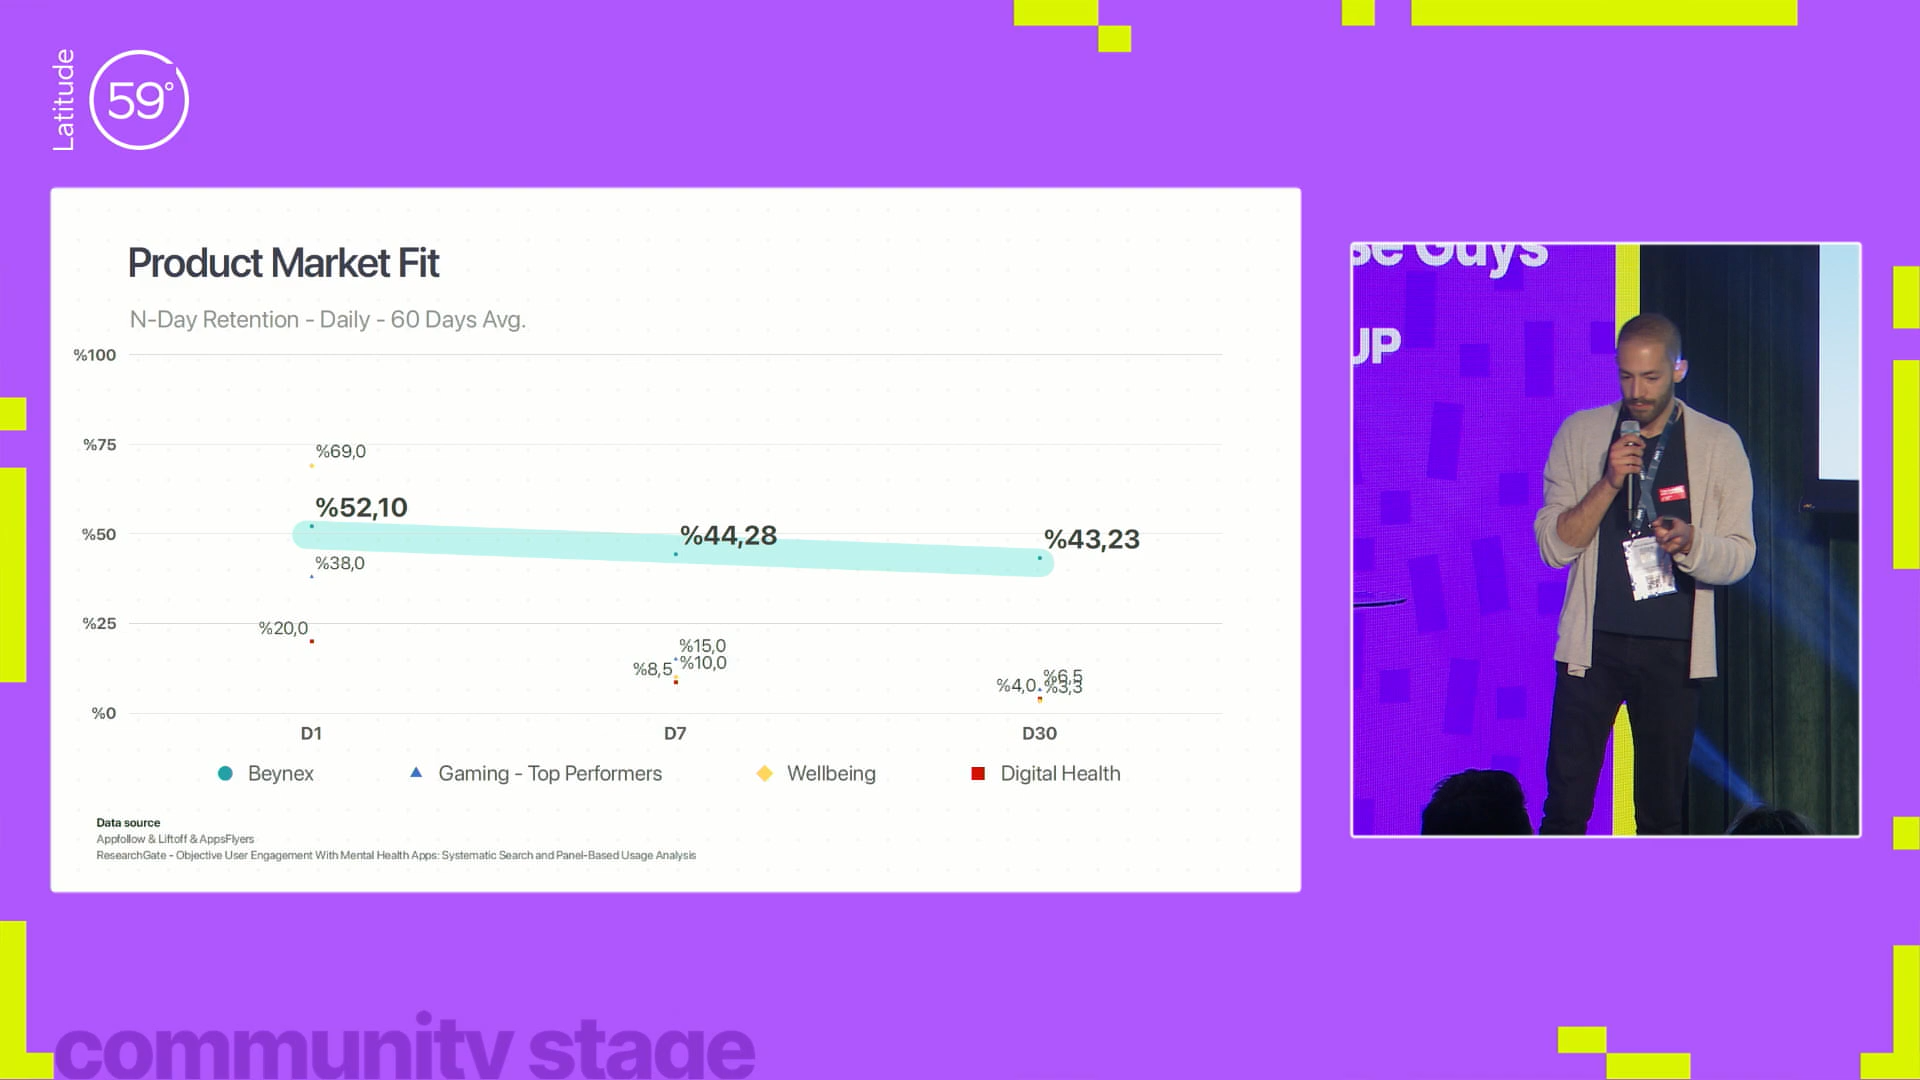 Latitude
59°
Product Market Fit
N-Day Retention - Daily - 60 Days Avg.
%100
%75
%50
%25
%0
%69,0
%52,10
%38,0
%20,0
%44,28
%15,0
%10,0
%8,5
%43,23
%6,5
%4,0
%3,3
D1
D7
D30
Beynex
Gaming - Top Performers
Wellbeing
Digital Health
Data source
Appfollow & Liftoff & AppsFlyers
ResearchGate - Objective User Engagement With Mental Health Apps: Systematic Search and Panel-Based Usage Analysis
se Guys
UP
community stage